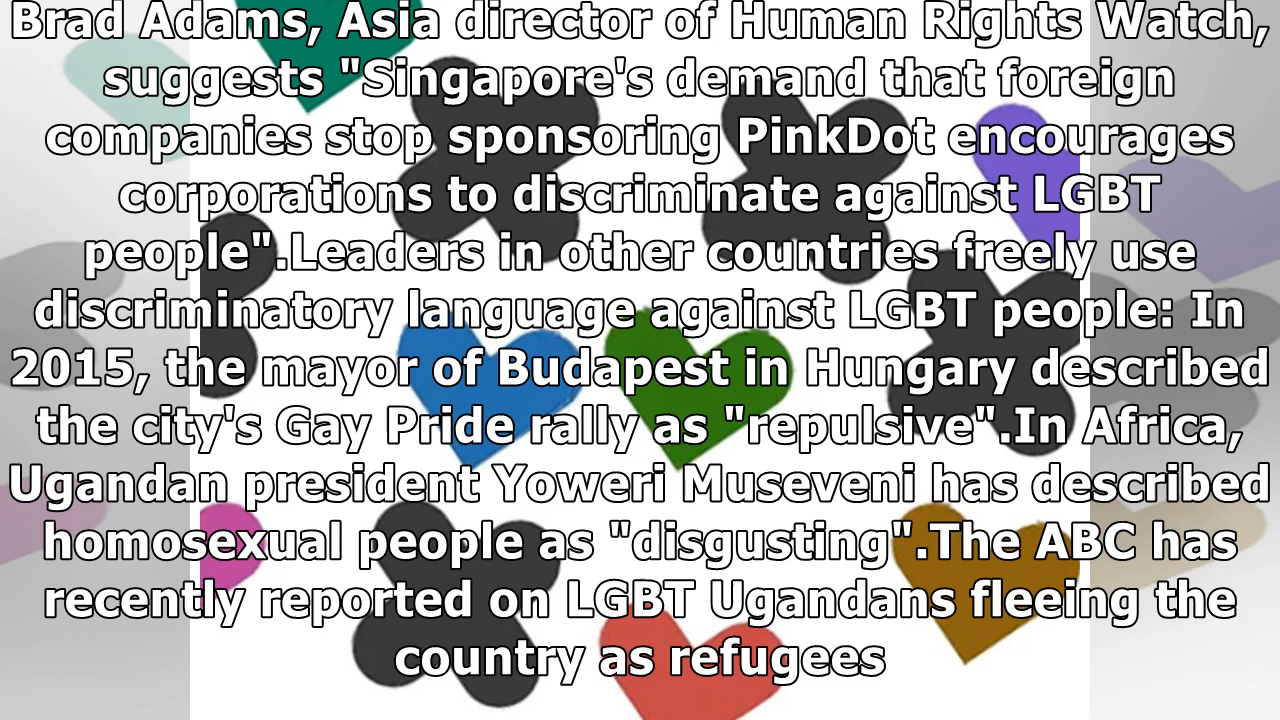 Brad Adams, Asia director of Human Rights Watch,
suggests "Singapore's demand that foreign
companies stop sponsoring PinkDot encourages
corporations to discriminate against LGBT
people".Leaders in other countries freely use
discriminatory language against LGBT people: In
2015, the mayor of Budapest in Hungary described
the city's Gay Pride rally as "repulsive".In Africa,
Ugandan president Yoweri Museveni has described
homosexual people as "disgusting".The ABC has
recently reported on LGBT Ugandans fleeing the
country as refugees